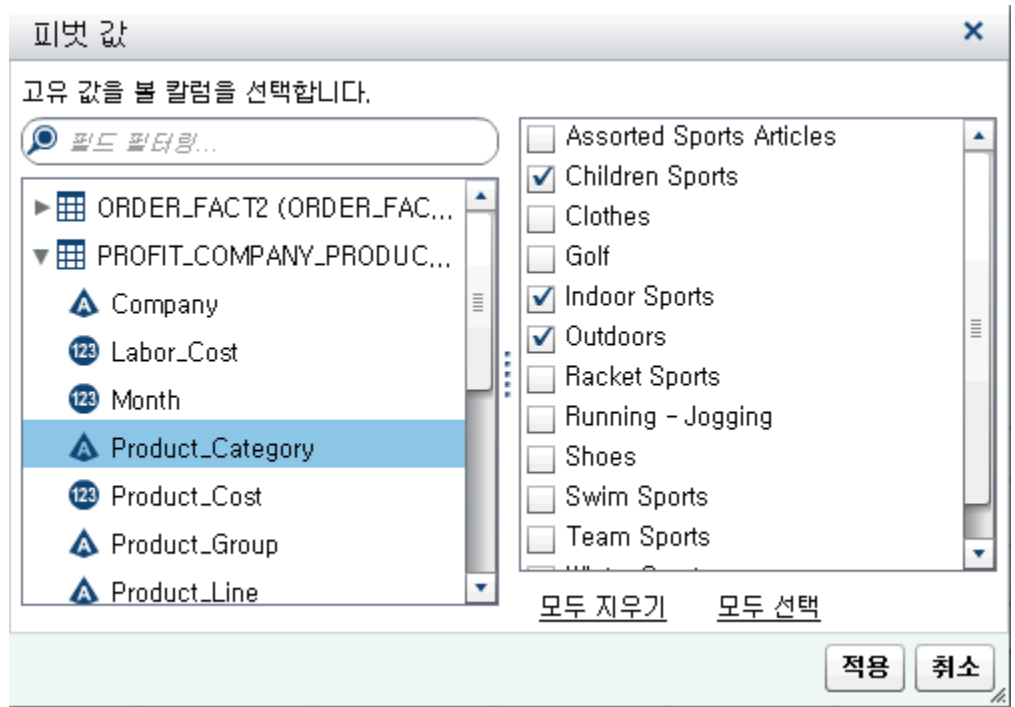 피벗 값
고유 값을 볼 칼럼을 선택합니다.
필드 필터링...
ORDER_FACT2 (ORDER_FAC...
PROFIT_COMPANY_PRODUC...
Company
Labor_Cost
Month
Product_Category
Product_Cost
Product_Group
Product_Line
Assorted Sports Articles
Children Sports
Clothes
Golf
Indoor Sports
Outdoors
Racket Sports
Running - Jogging
Shoes
Swim Sports
Team Sports
모두 지우기 모두 선택
적용 취소